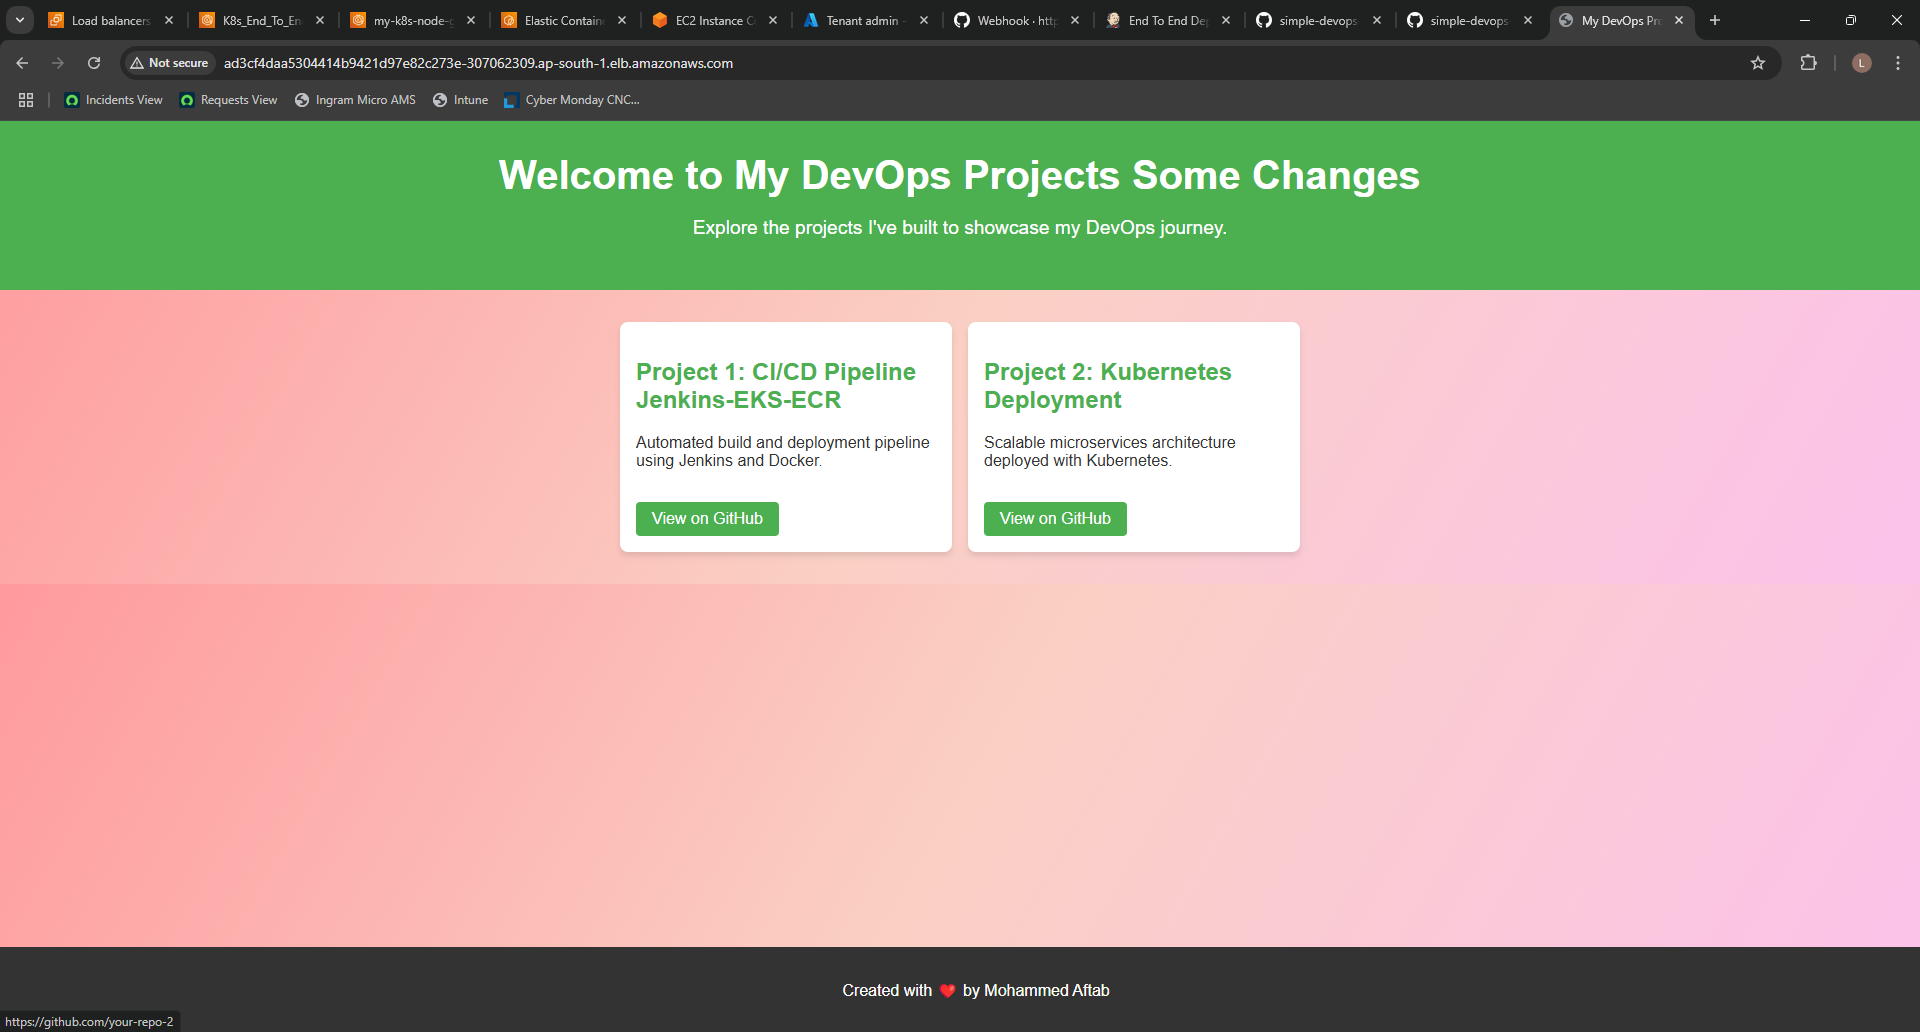 Load balancers
K8s_End_To_En
my-k8s-node-g
Elastic Contain
EC2 Instance C
Tenant admin -
Webhook · http
End To End Dep
simple-devops
simple-devops
My DevOps Pro
Not secure
ad3cf4daa5304414b9421d97e82c273e-307062309.ap-south-1.elb.amazonaws.com
L
Incidents View
Requests View
Ingram Micro AMS
Intune
Cyber Monday CNC...
Welcome to My DevOps Projects Some Changes
Explore the projects I've built to showcase my DevOps journey.
Project 1: CI/CD Pipeline
Jenkins-EKS-ECR
Automated build and deployment pipeline
using Jenkins and Docker.
View on GitHub
Project 2: Kubernetes
Deployment
Scalable microservices architecture
deployed with Kubernetes.
View on GitHub
Created with ❤️ by Mohammed Aftab
https://github.com/your-repo-2